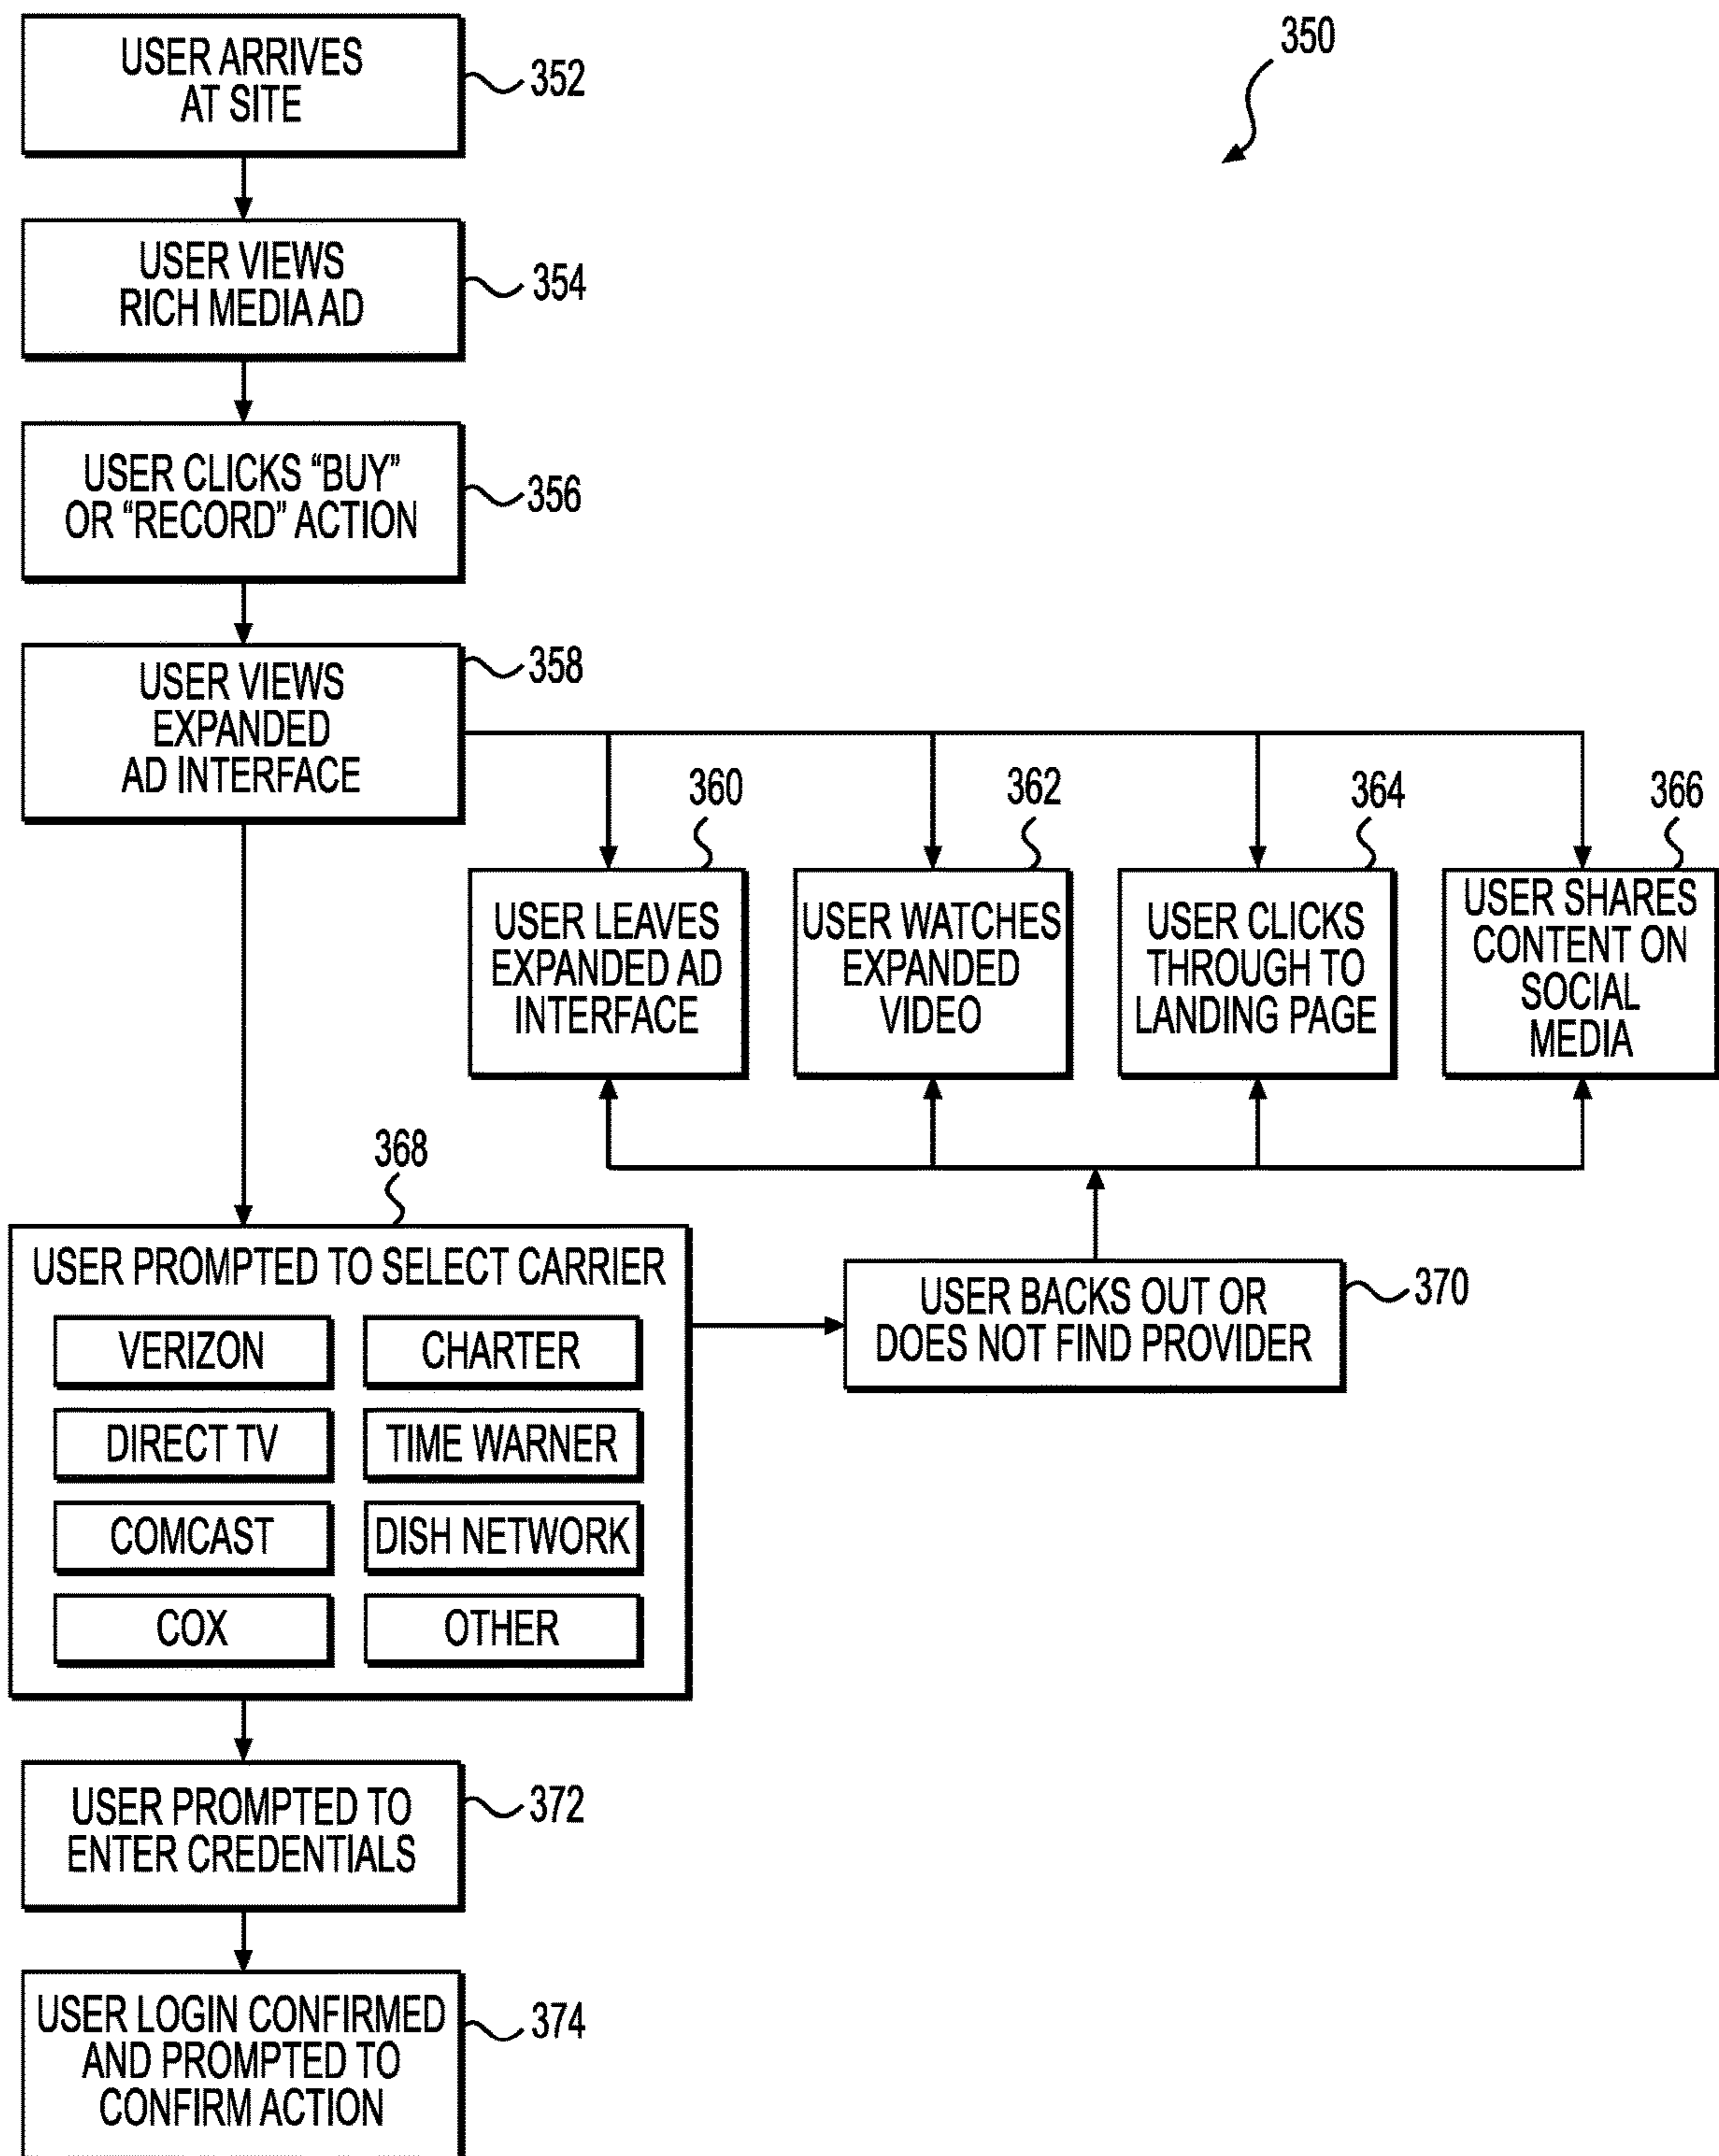 350
USER ARRIVES
AT SITE
352
USER VIEWS
RICH MEDIA AD
354
USER CLICKS “BUY”
OR “RECORD” ACTION
356
USER VIEWS
EXPANDED
AD INTERFACE
358
360
USER LEAVES
EXPANDED AD
INTERFACE
362
USER WATCHES
EXPANDED
VIDEO
364
USER CLICKS
THROUGH TO
LANDING PAGE
366
USER SHARES
CONTENT ON
SOCIAL
MEDIA
368
USER PROMPTED TO SELECT CARRIER
VERIZON
CHARTER
DIRECT TV
TIME WARNER
COMCAST
DISH NETWORK
COX
OTHER
USER BACKS OUT OR
DOES NOT FIND PROVIDER
370
USER PROMPTED TO
ENTER CREDENTIALS
372
USER LOGIN CONFIRMED
AND PROMPTED TO
CONFIRM ACTION
374